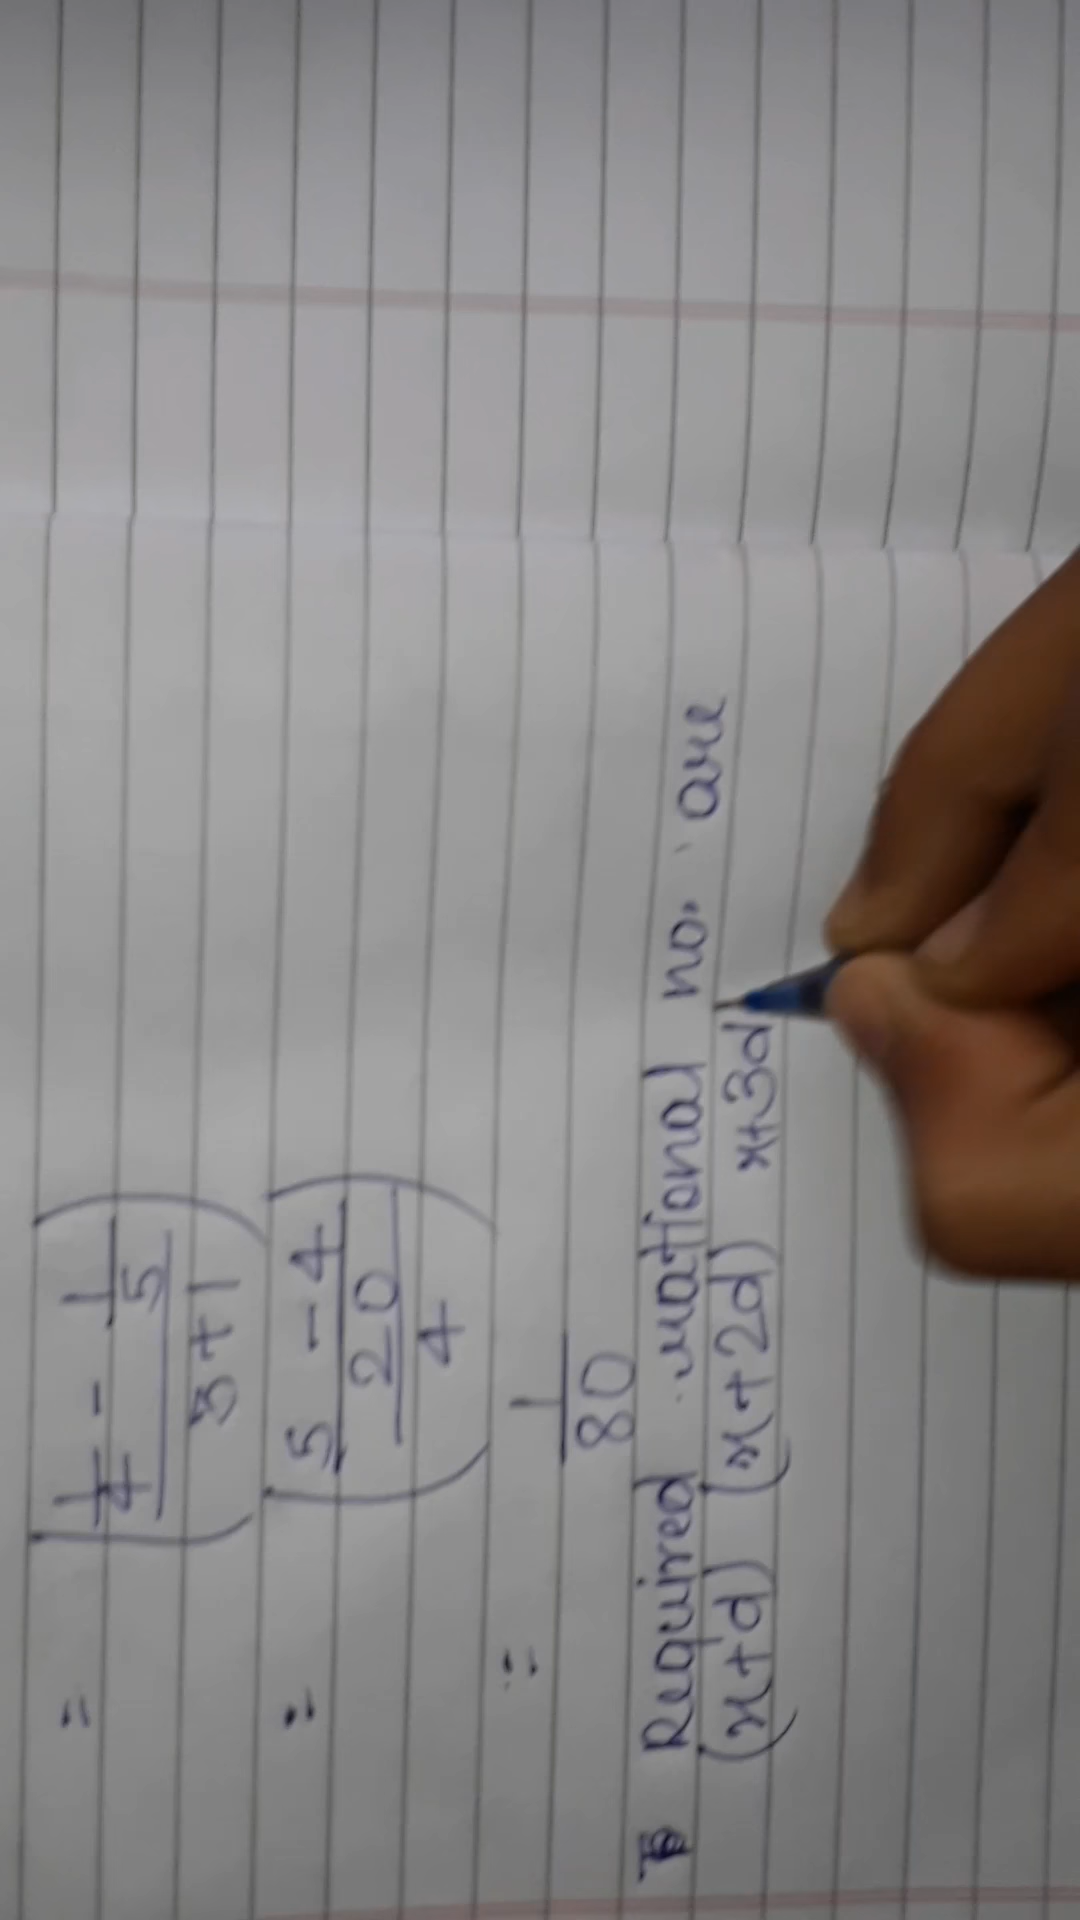 = (1/4 - 1/5 / 3+1)
= (5 - 4 / 20 / 4)
= 1/80
Required rational no. are
(x+d) (x+2d) x+3d